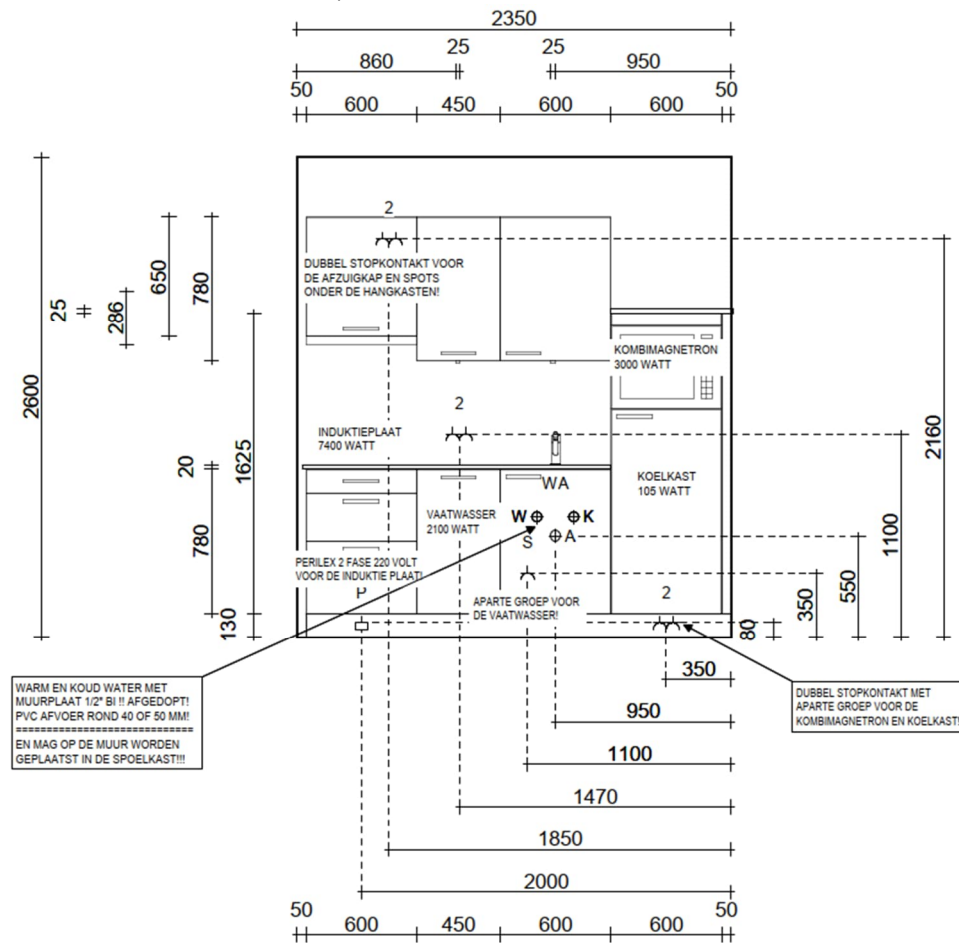 2350
25 25
860 950
50 600 450 600 600 50
2
DUBBEL STOPKONTAKT VOOR
DE AFZUIGKAP EN SPOTS
ONDER DE HANGKASTEN!
650
780
25
286
2600
1625
20
780
130
KOMBIMAGNETRON
3000 WATT
2
INDUKTIEPLAAT
7400 WATT
WA
KOELKAST
105 WATT
VAATWASSER
2100 WATT
W K
S A
PERILEX 2 FASE 220 VOLT
VOOR DE INDUKTIE PLAAT!
P
APARTE GROEP VOOR
DE VAATWASSER!
2
2160
1100
550
350
80
WARM EN KOUD WATER MET
MUURPLAAT 1/2" BI !! AFGEDOPT!
PVC AFVOER ROND 40 OF 50 MM!
==============================
EN MAG OP DE MUUR WORDEN
GEPLAATST IN DE SPOELKAST!!!
DUBBEL STOPKONTAKT MET
APARTE GROEP VOOR DE
KOMBIMAGNETRON EN KOELKAST!
350
950
1100
1470
1850
2000
50 600 450 600 600 50